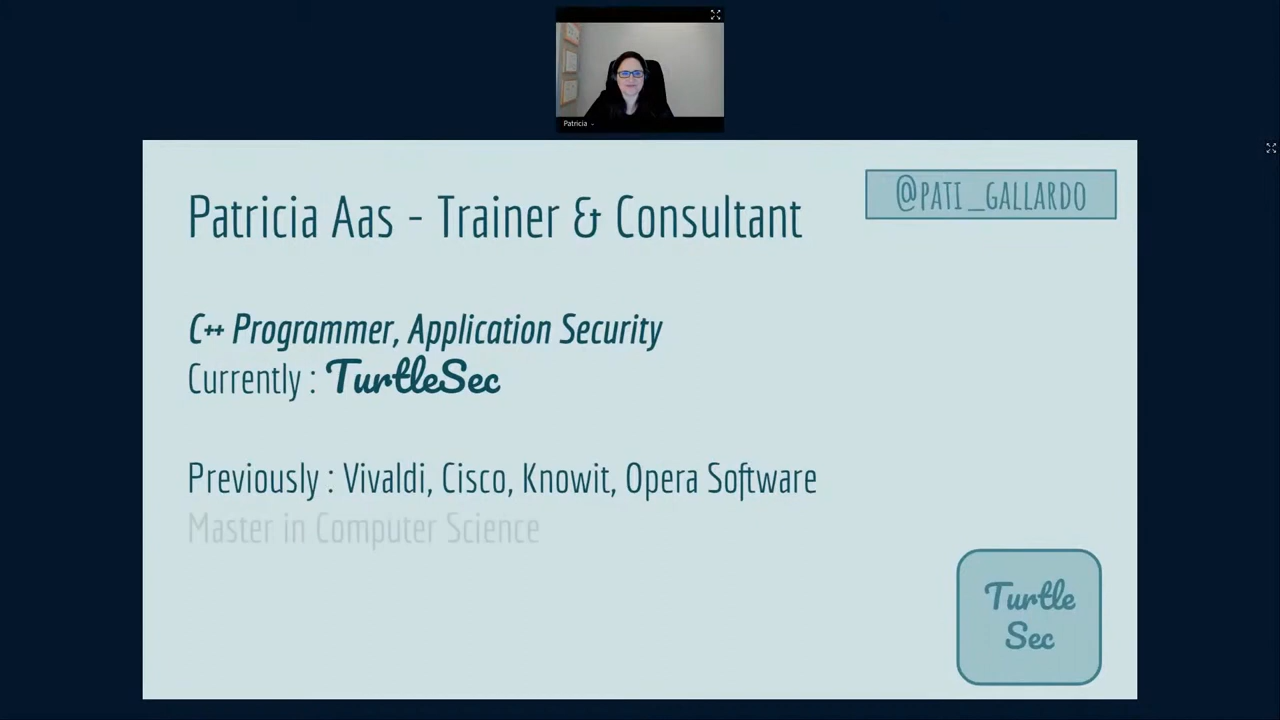 Patricia
Patricia Aas - Trainer & Consultant
@PATI_GALLARDO
C++ Programmer, Application Security
Currently : TurtleSec
Previously : Vivaldi, Cisco, Knowit, Opera Software
Master in Computer Science
Turtle
Sec